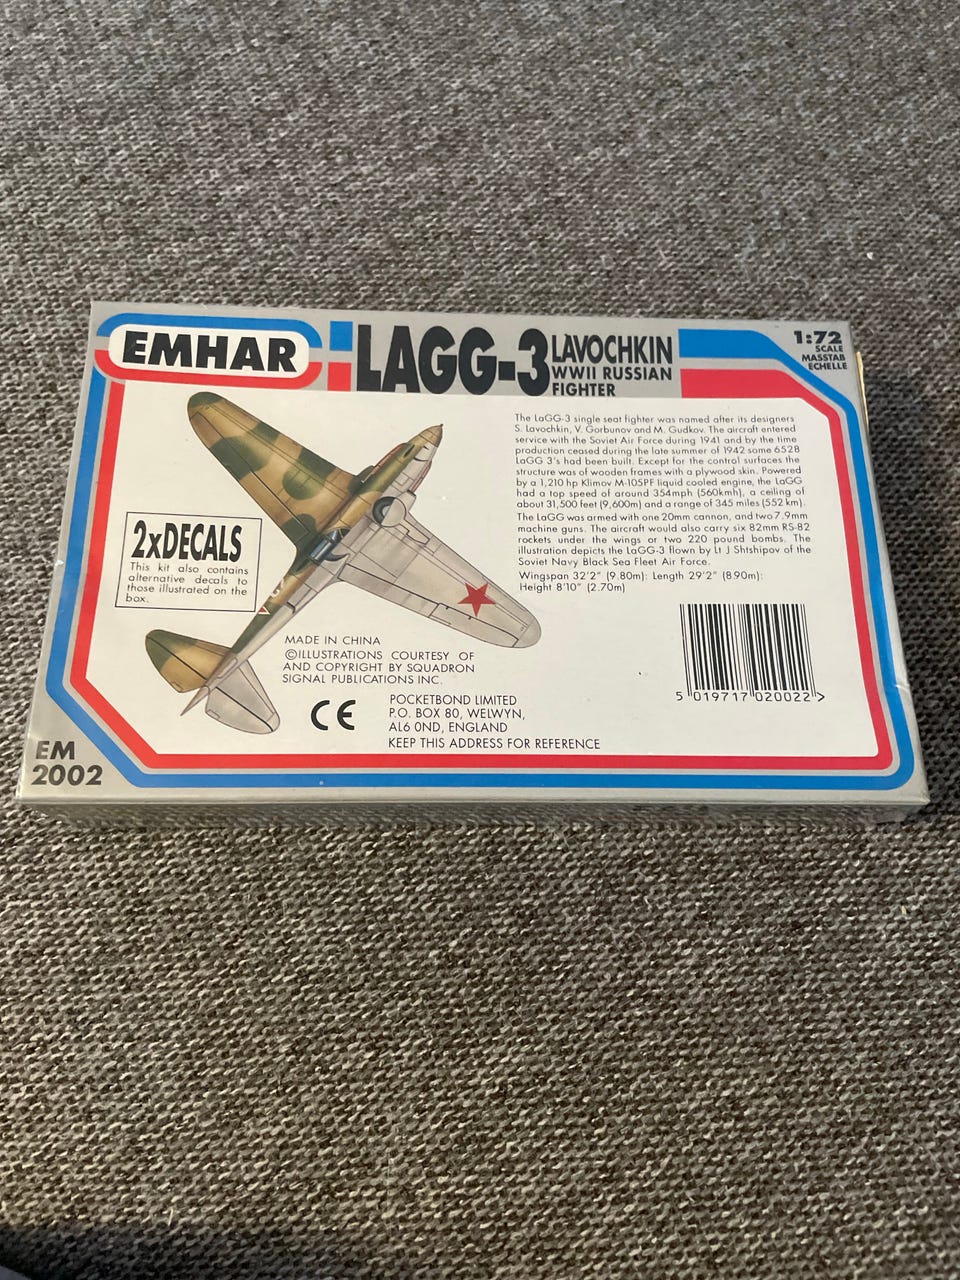 EMHAR
LAGG-3
LAVOCHKIN
WWII RUSSIAN
FIGHTER
1:72
SCALE
MASSTAB
ECHELLE
The LaGG-3 single seat fighter was named after its designers
S. Lavochkin, V. Gorbunov and M. Gudkov. The aircraft entered
service with the Soviet Air Force during 1941 and by the time
production ceased during the late summer of 1942 some 6528
LaGG 3's had been built. Except for the control surfaces the
structure was of wooden frames with a plywood skin. Powered
by a 1,210 hp Klimov M-105PF liquid cooled engine, the LaGG
had a top speed of around 354mph (560kmh), a ceiling of
about 31,500 feet (9,600m) and a range of 345 miles (552 km).
The LaGG was armed with one 20mm cannon, and two 7.9mm
machine guns. The aircraft would also carry six 82mm RS-82
rockets under the wings or two 220 pound bombs. The
illustration depicts the LaGG-3 flown by Lt J Shtshipov of the
Soviet Navy Black Sea Fleet Air Force.
Wingspan 32'2" (9.80m): Length 29'2" (8.90m):
Height 8'10" (2.70m)
2xDECALS
This kit also contains
alternative decals to
those illustrated on the
box.
MADE IN CHINA
©ILLUSTRATIONS COURTESY OF
AND COPYRIGHT BY SQUADRON
SIGNAL PUBLICATIONS INC.
CE
POCKETBOND LIMITED
P.O. BOX 80, WELWYN,
AL6 0ND, ENGLAND
KEEP THIS ADDRESS FOR REFERENCE
5 019717 020022 >
EM
2002